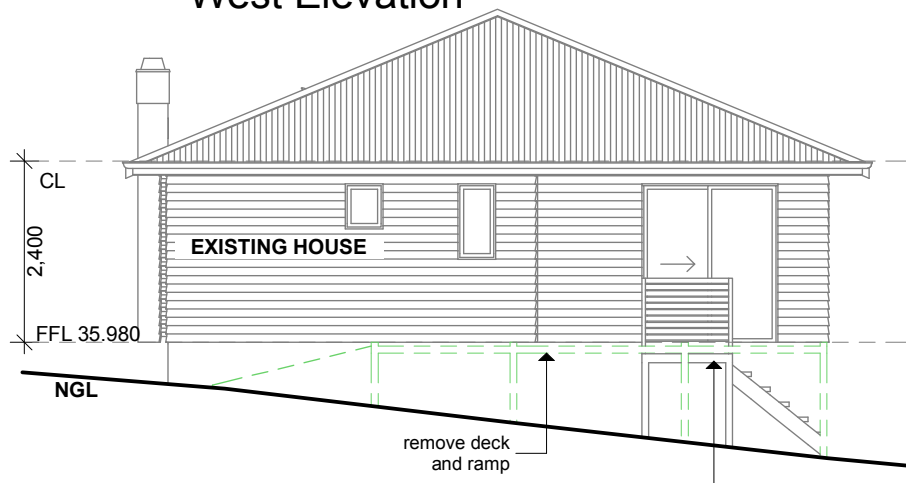 West Elevation
CL
2,400
EXISTING HOUSE
FFL 35.980
NGL
remove deck
and ramp